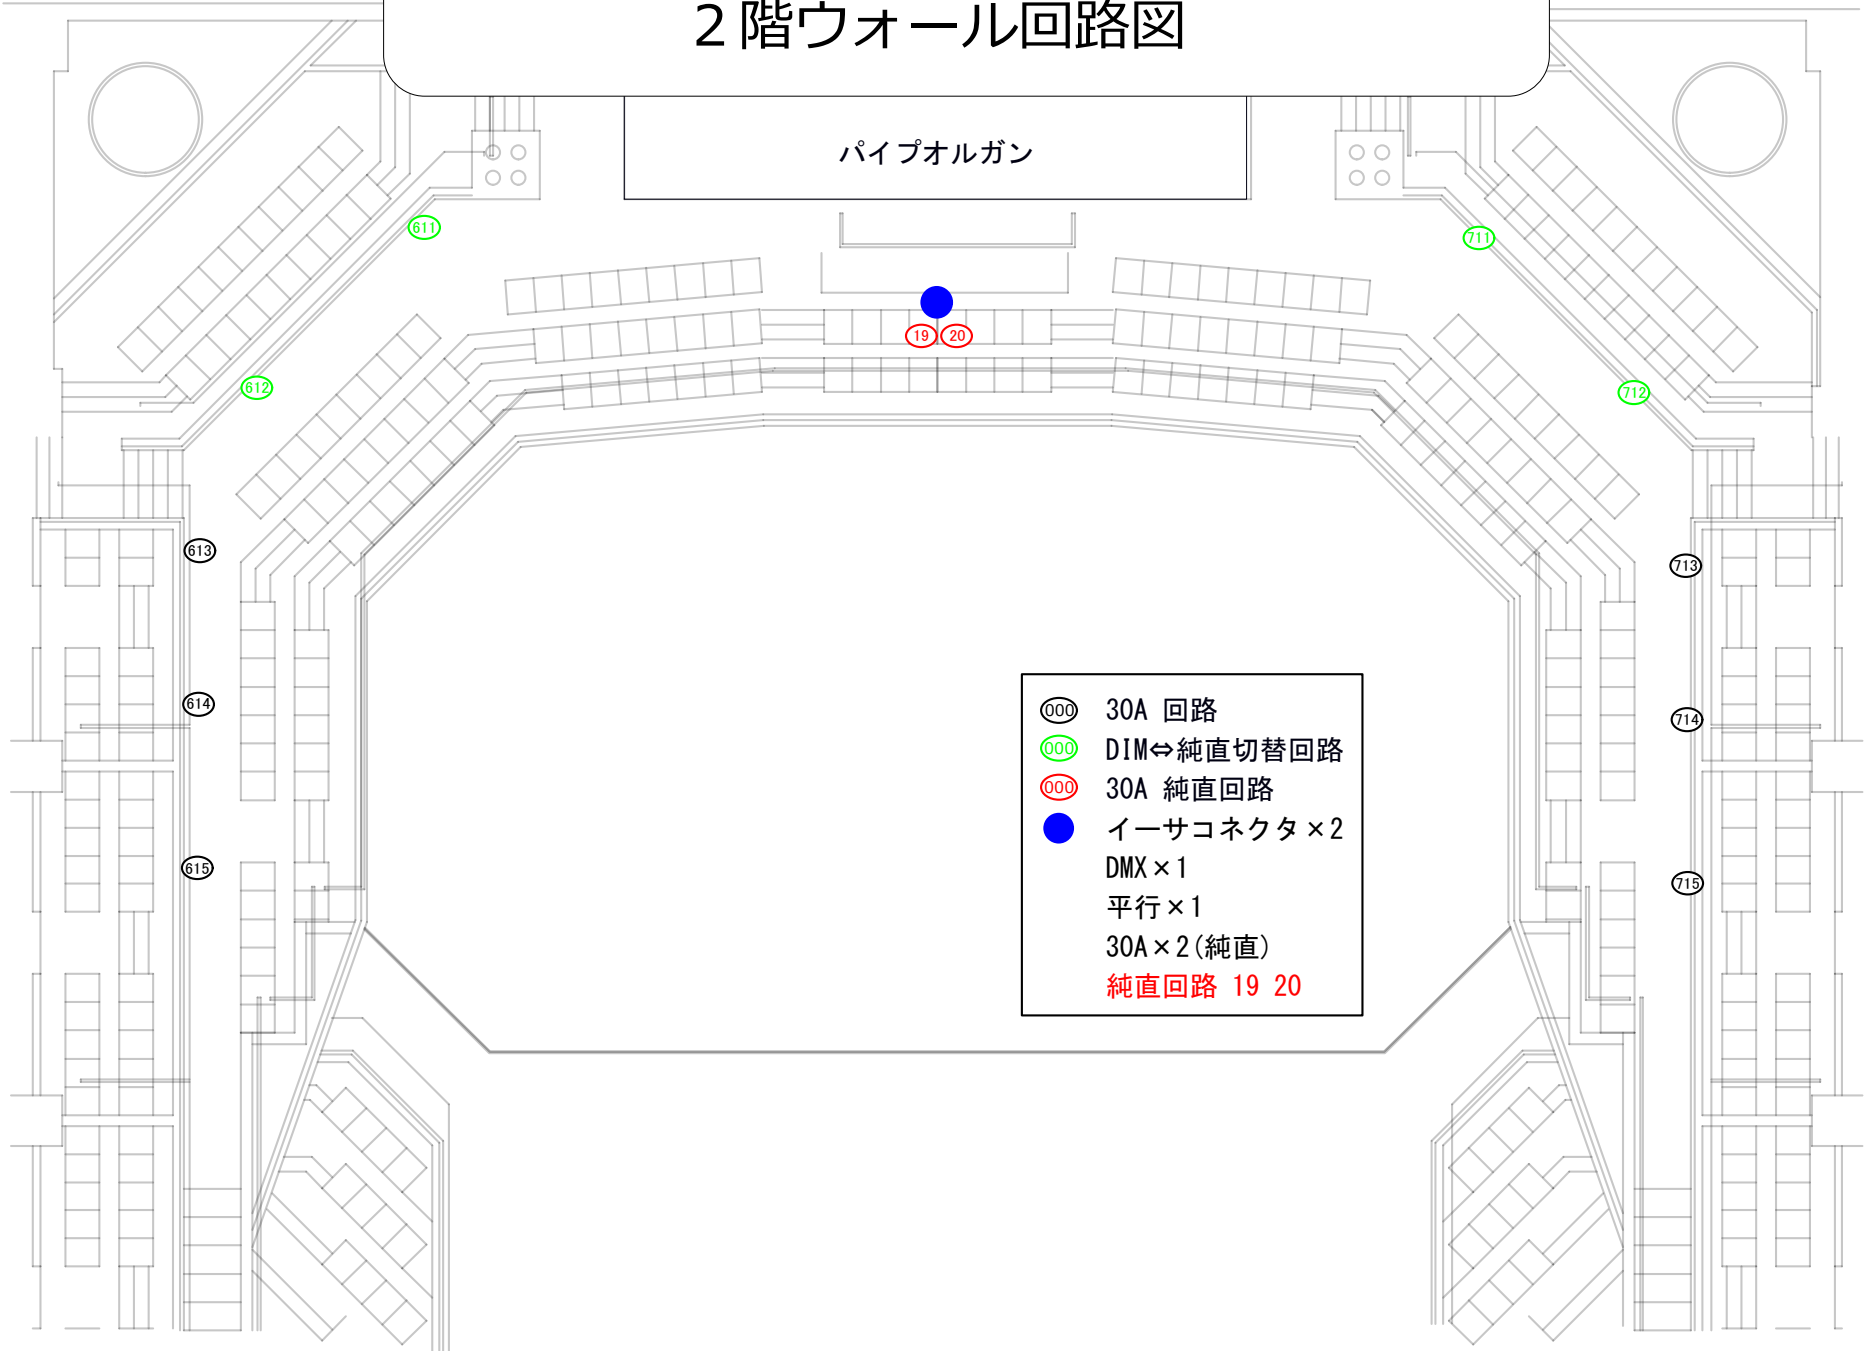 ２階ウォール回路図
パイプオルガン
611
711
19 20
612
712
613
713
614
714
615
715
000 30A 回路
000 DIM⇔純直切替回路
000 30A 純直回路
イーサコネクタ×2
DMX×1
平行×1
30A×2(純直)
純直回路 19 20